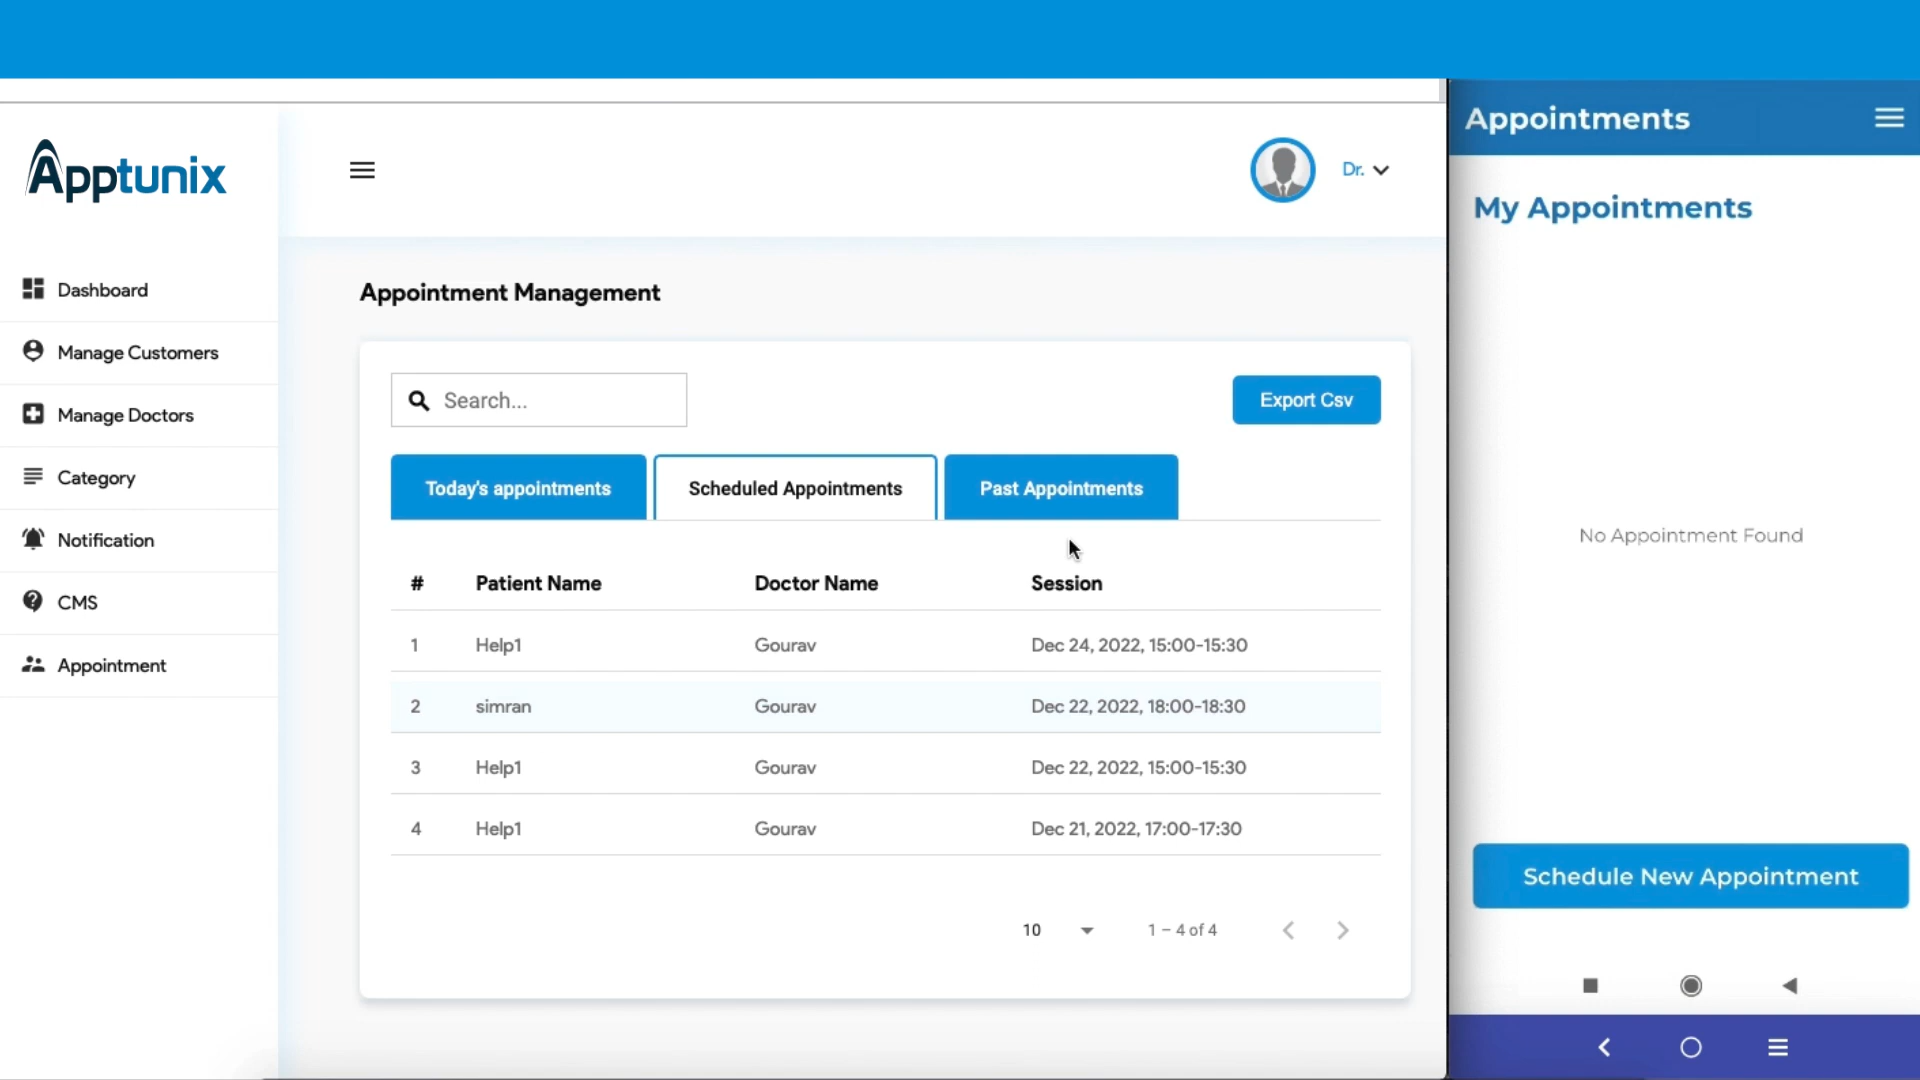 Apptunix
Dashboard
Manage Customers
Manage Doctors
Category
Notification
CMS
Appointment
Dr.
Appointment Management
Search...
Export Csv
Today's appointments
Scheduled Appointments
Past Appointments
# Patient Name Doctor Name Session
1 Help1 Gourav Dec 24, 2022, 15:00-15:30
2 simran Gourav Dec 22, 2022, 18:00-18:30
3 Help1 Gourav Dec 22, 2022, 15:00-15:30
4 Help1 Gourav Dec 21, 2022, 17:00-17:30
10 1 – 4 of 4
Appointments
My Appointments
No Appointment Found
Schedule New Appointment